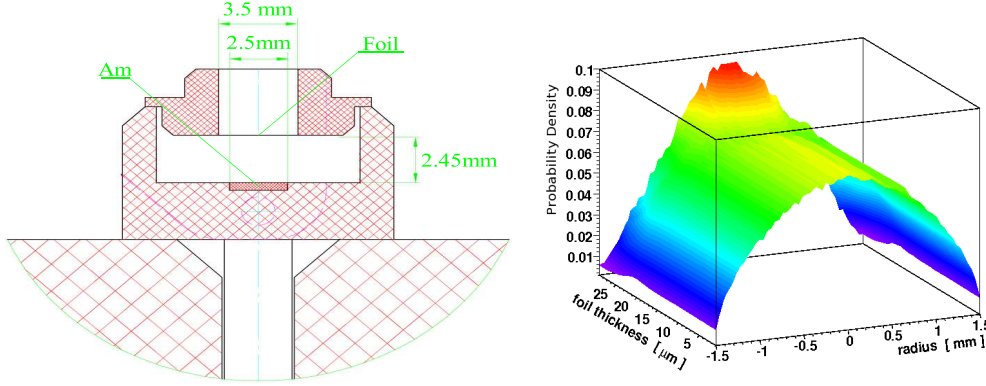 3.5 mm
2.5mm
Foil
Am
2.45mm
0.1
0.09
0.08
0.07
0.06
0.05
0.04
0.03
0.02
0.01
Probability Density
25
20
15
10
5
foil thickness [ μm ]
-1.5
-1
-0.5
0
0.5
1
1.5
radius [ mm ]